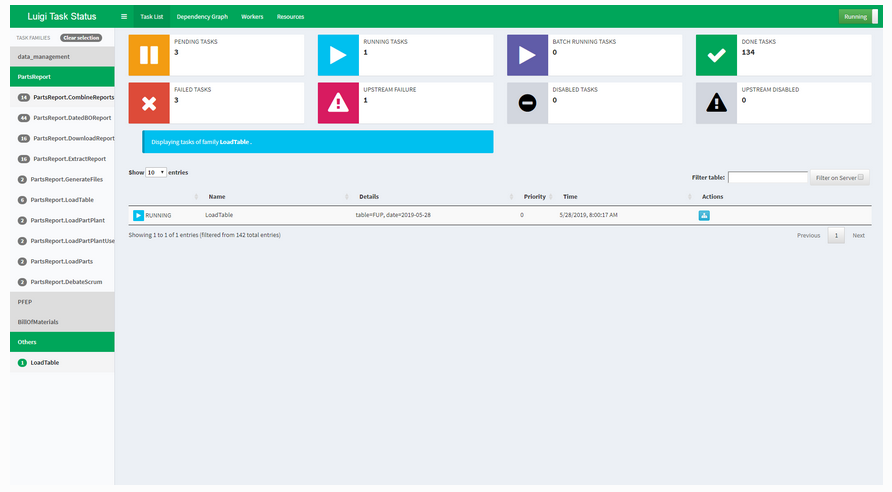 Luigi Task Status
Task List
Dependency Graph
Workers
Resources
Running
TASK FAMILIES
Clear selection
data_management
PartsReport
14 PartsReport.CombineReports
44 PartsReport.DatedBOReport
16 PartsReport.DownloadReport
16 PartsReport.ExtractReport
2 PartsReport.GenerateFiles
6 PartsReport.LoadTable
2 PartsReport.LoadPartPlant
2 PartsReport.LoadPartPlantUse
2 PartsReport.LoadParts
2 PartsReport.DebateScrum
PFEP
BillOfMaterials
Others
1 LoadTable
PENDING TASKS
3
RUNNING TASKS
1
BATCH RUNNING TASKS
0
DONE TASKS
134
FAILED TASKS
3
UPSTREAM FAILURE
1
DISABLED TASKS
0
UPSTREAM DISABLED
0
Displaying tasks of family LoadTable .
Show 10 entries
Filter table:
Filter on Server
Name Details Priority Time Actions
RUNNING LoadTable table=FUP, date=2019-05-28 0 5/28/2019, 8:00:17 AM
Showing 1 to 1 of 1 entries (filtered from 142 total entries)
Previous 1 Next